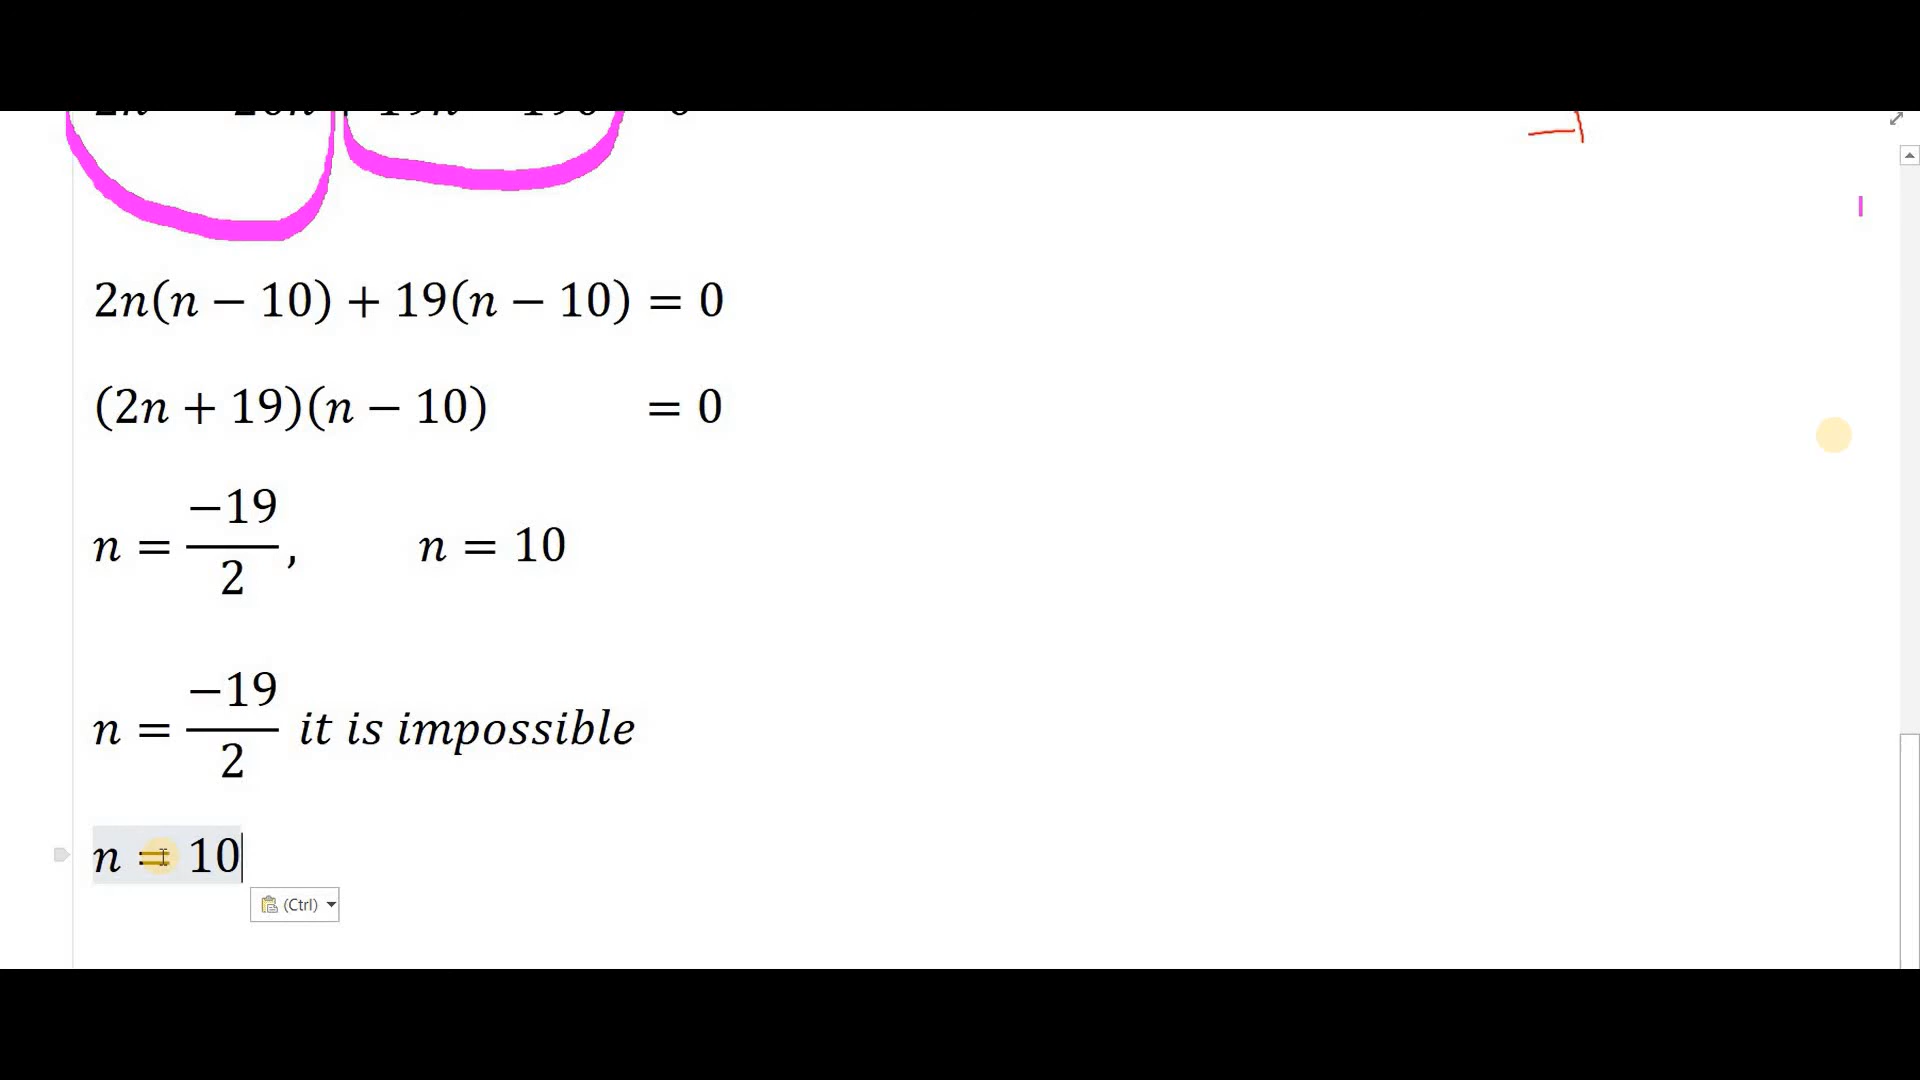 2n(n − 10) + 19(n − 10) = 0
(2n + 19)(n − 10) = 0
n = −19/2, n = 10
n = −19/2 it is impossible
n = 10
(Ctrl)